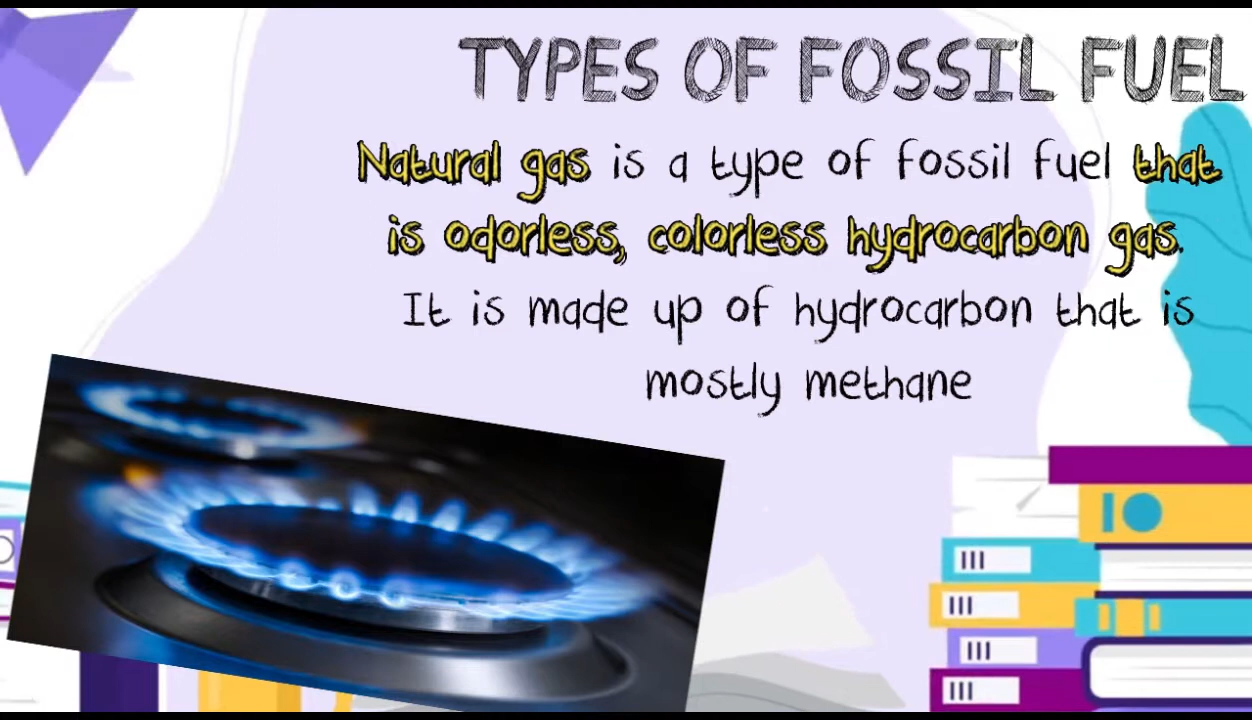 TYPES OF FOSSIL FUEL
Natural gas is a type of fossil fuel that
is odorless, colorless hydrocarbon gas.
It is made up of hydrocarbon that is
mostly methane